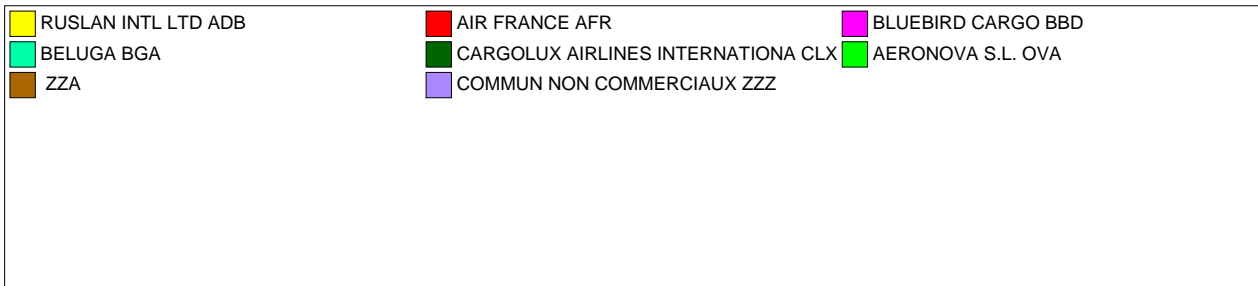 RUSLAN INTL LTD ADB AIR FRANCE AFR BLUEBIRD CARGO BBD
BELUGA BGA CARGOLUX AIRLINES INTERNATIONA CLX AERONOVA S.L. OVA
ZZA COMMUN NON COMMERCIAUX ZZZ